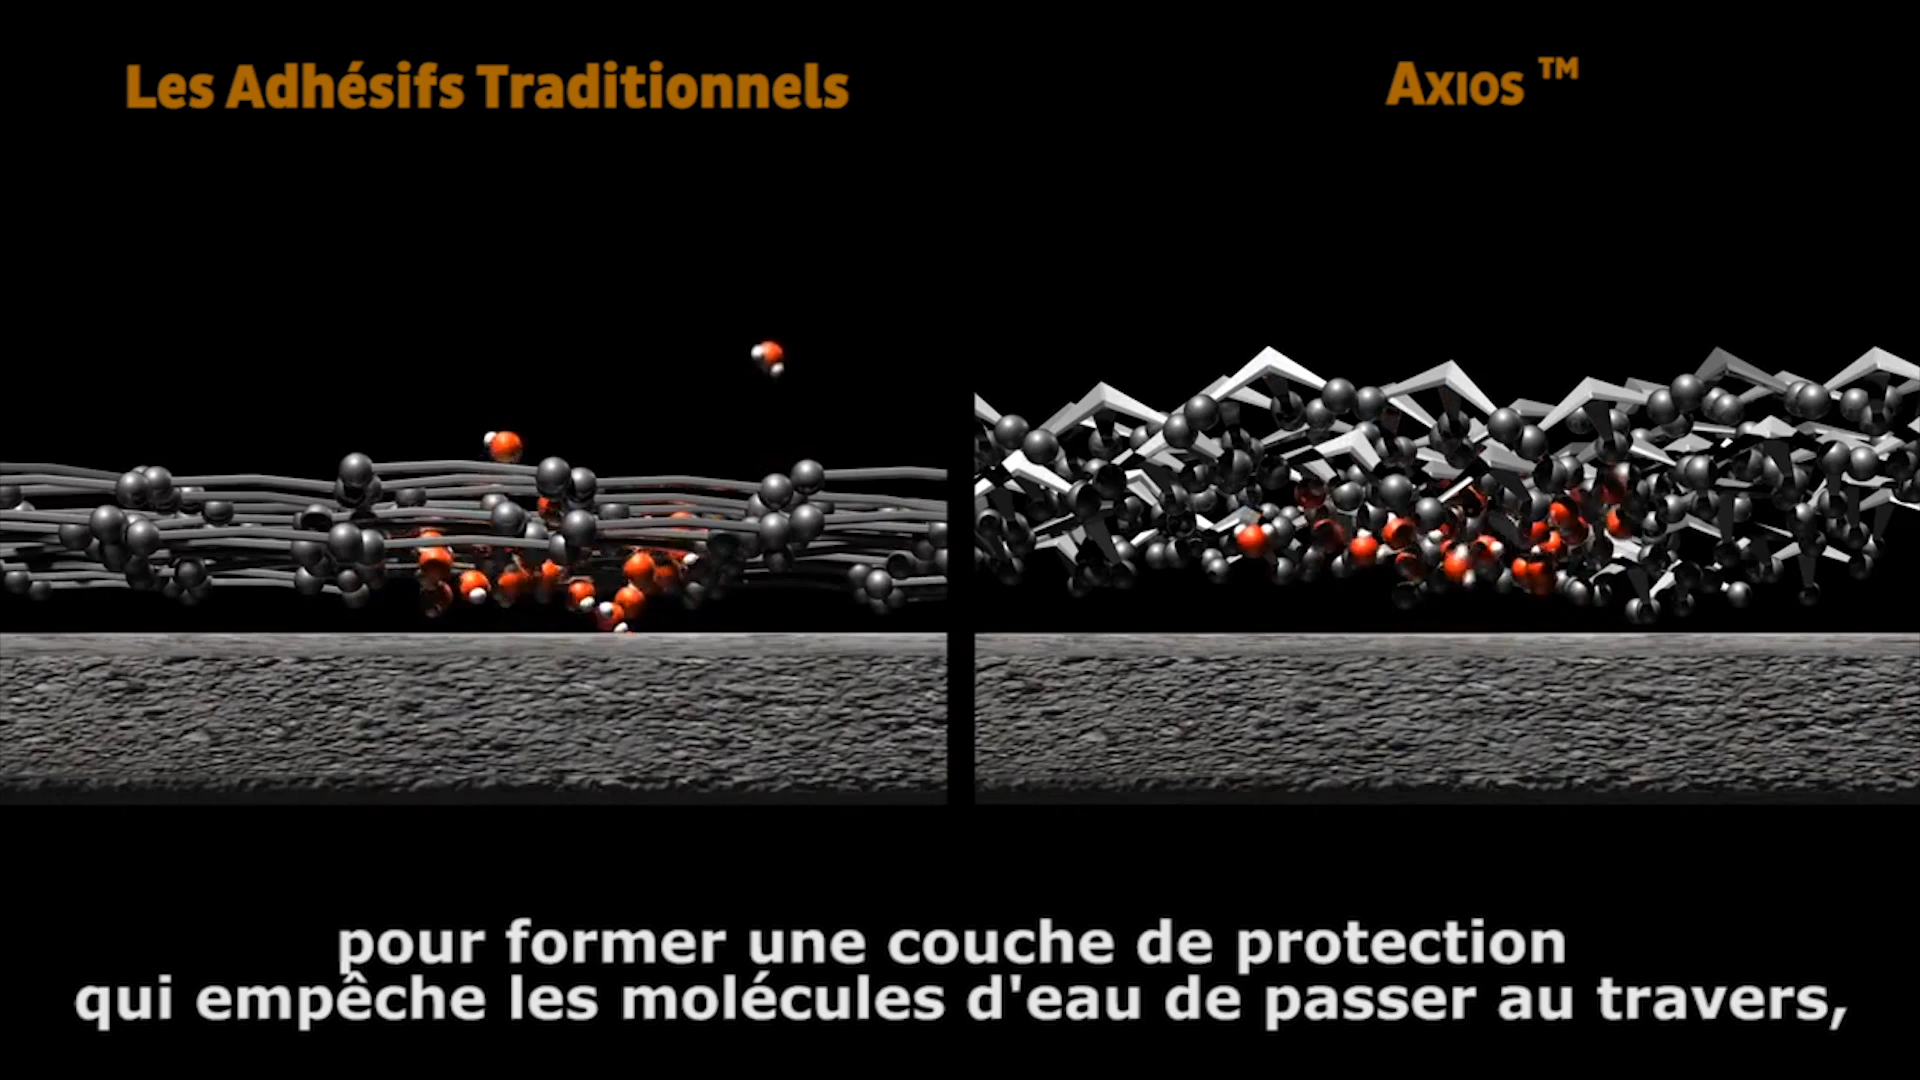 Les Adhésifs Traditionnels
Axios ™
pour former une couche de protection
qui empêche les molécules d'eau de passer au travers,